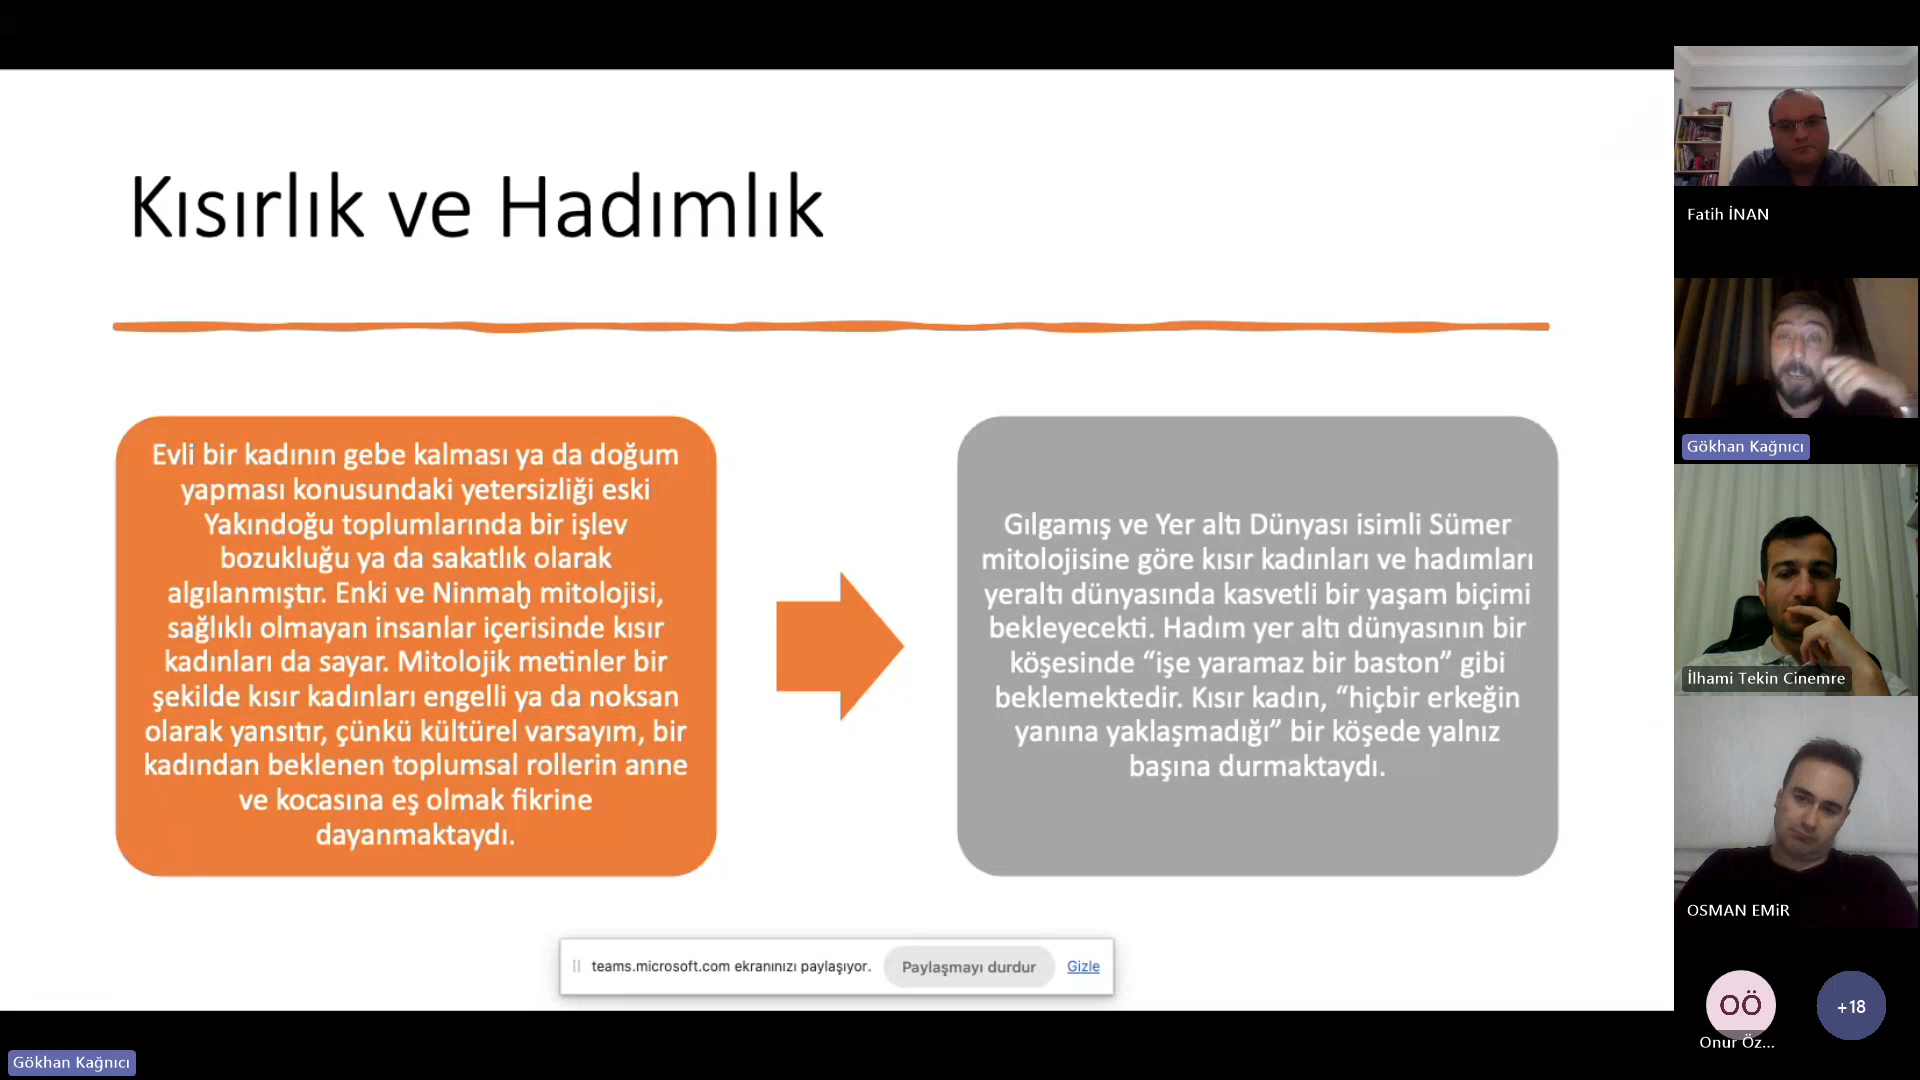 Kısırlık ve Hadımlık
Evli bir kadının gebe kalması ya da doğum
yapması konusundaki yetersizliği eski
Yakındoğu toplumlarında bir işlev
bozukluğu ya da sakatlık olarak
algılanmıştır. Enki ve Ninmaḫ mitolojisi,
sağlıklı olmayan insanlar içerisinde kısır
kadınları da sayar. Mitolojik metinler bir
şekilde kısır kadınları engelli ya da noksan
olarak yansıtır, çünkü kültürel varsayım, bir
kadından beklenen toplumsal rollerin anne
ve kocasına eş olmak fikrine
dayanmaktaydı.
Gılgamış ve Yer altı Dünyası isimli Sümer
mitolojisine göre kısır kadınları ve hadımları
yeraltı dünyasında kasvetli bir yaşam biçimi
bekleyecekti. Hadım yer altı dünyasının bir
köşesinde “işe yaramaz bir baston” gibi
beklemektedir. Kısır kadın, “hiçbir erkeğin
yanına yaklaşmadığı” bir köşede yalnız
başına durmaktaydı.
teams.microsoft.com ekranınızı paylaşıyor. Paylaşmayı durdur Gizle
Gökhan Kağnıcı
Fatih İNAN
Gökhan Kağnıcı
İlhami Tekin Cinemre
OSMAN EMiR
OÖ
+18
Onur Öz...